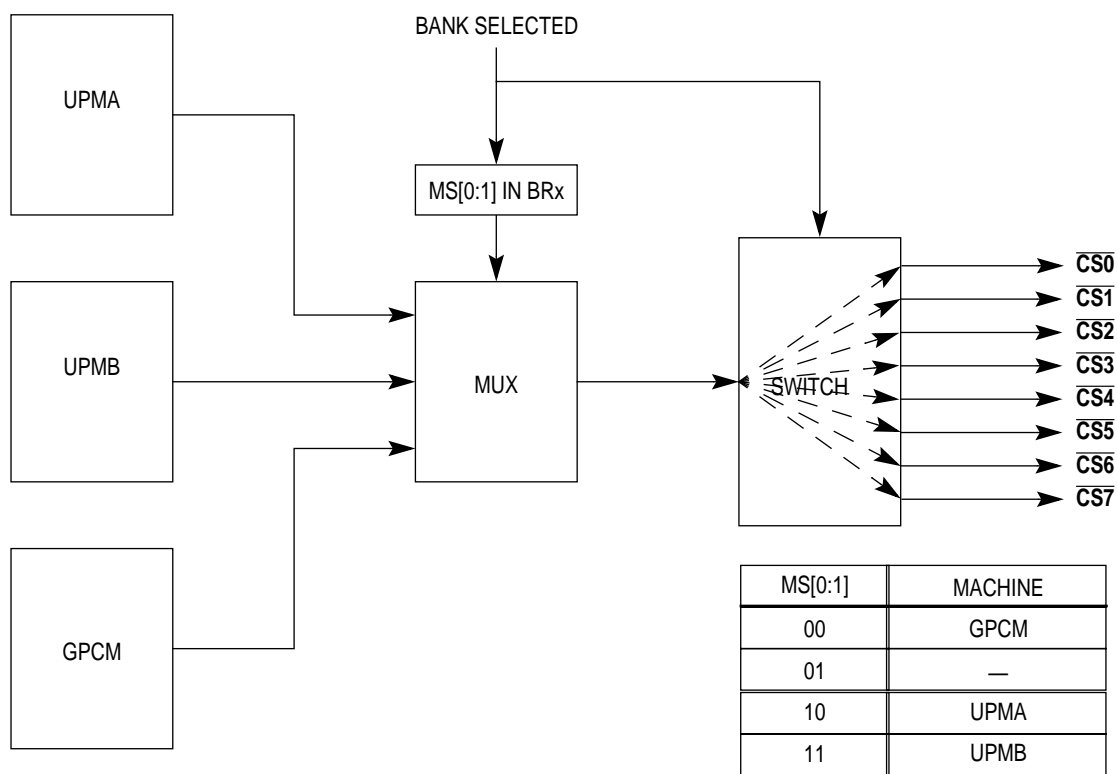 BANK SELECTED
UPMA
MS[0:1] IN BRx
UPMB
MUX
SWITCH
CS0
CS1
CS2
CS3
CS4
CS5
CS6
CS7
GPCM
MS[0:1] MACHINE
00 GPCM
01 —
10 UPMA
11 UPMB